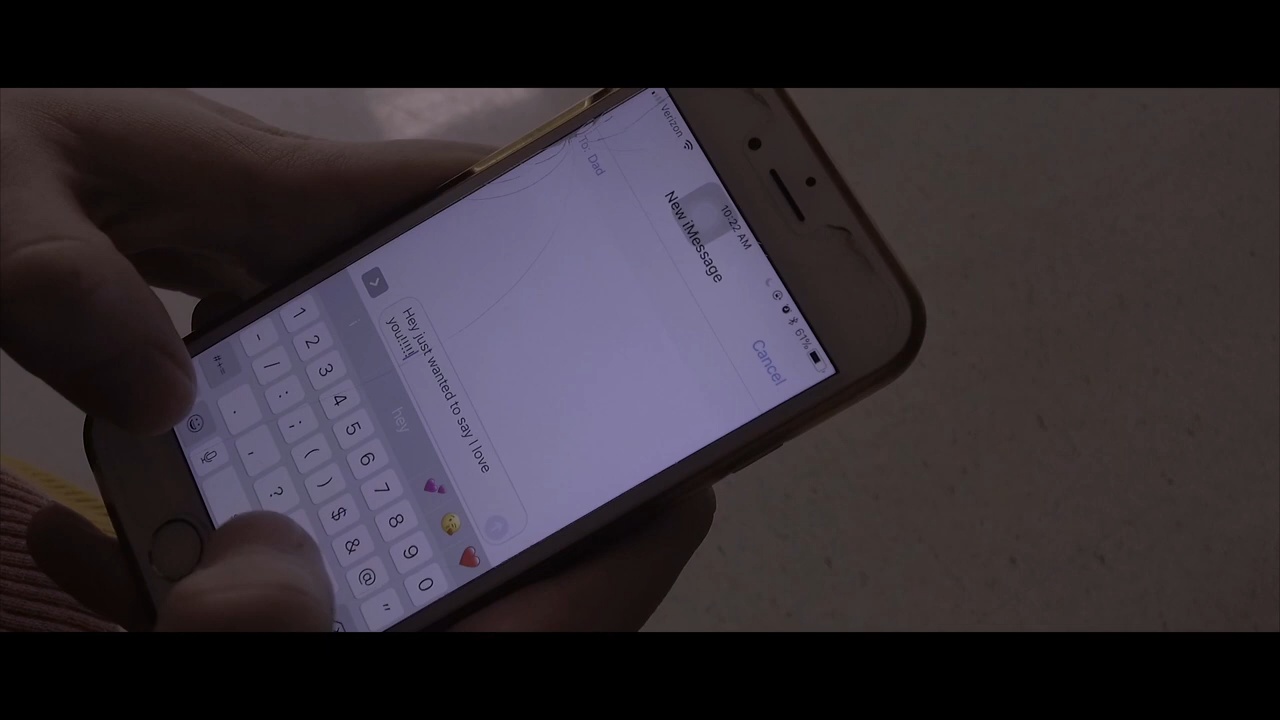 Verizon 10:22 AM 61%
New iMessage Cancel
To: Dad
Hey just wanted to say I love
you!!!!!
hey
1 2 3 4 5 6 7 8 9 0
- / : ; ( ) $ & @ "
#+= . , ?